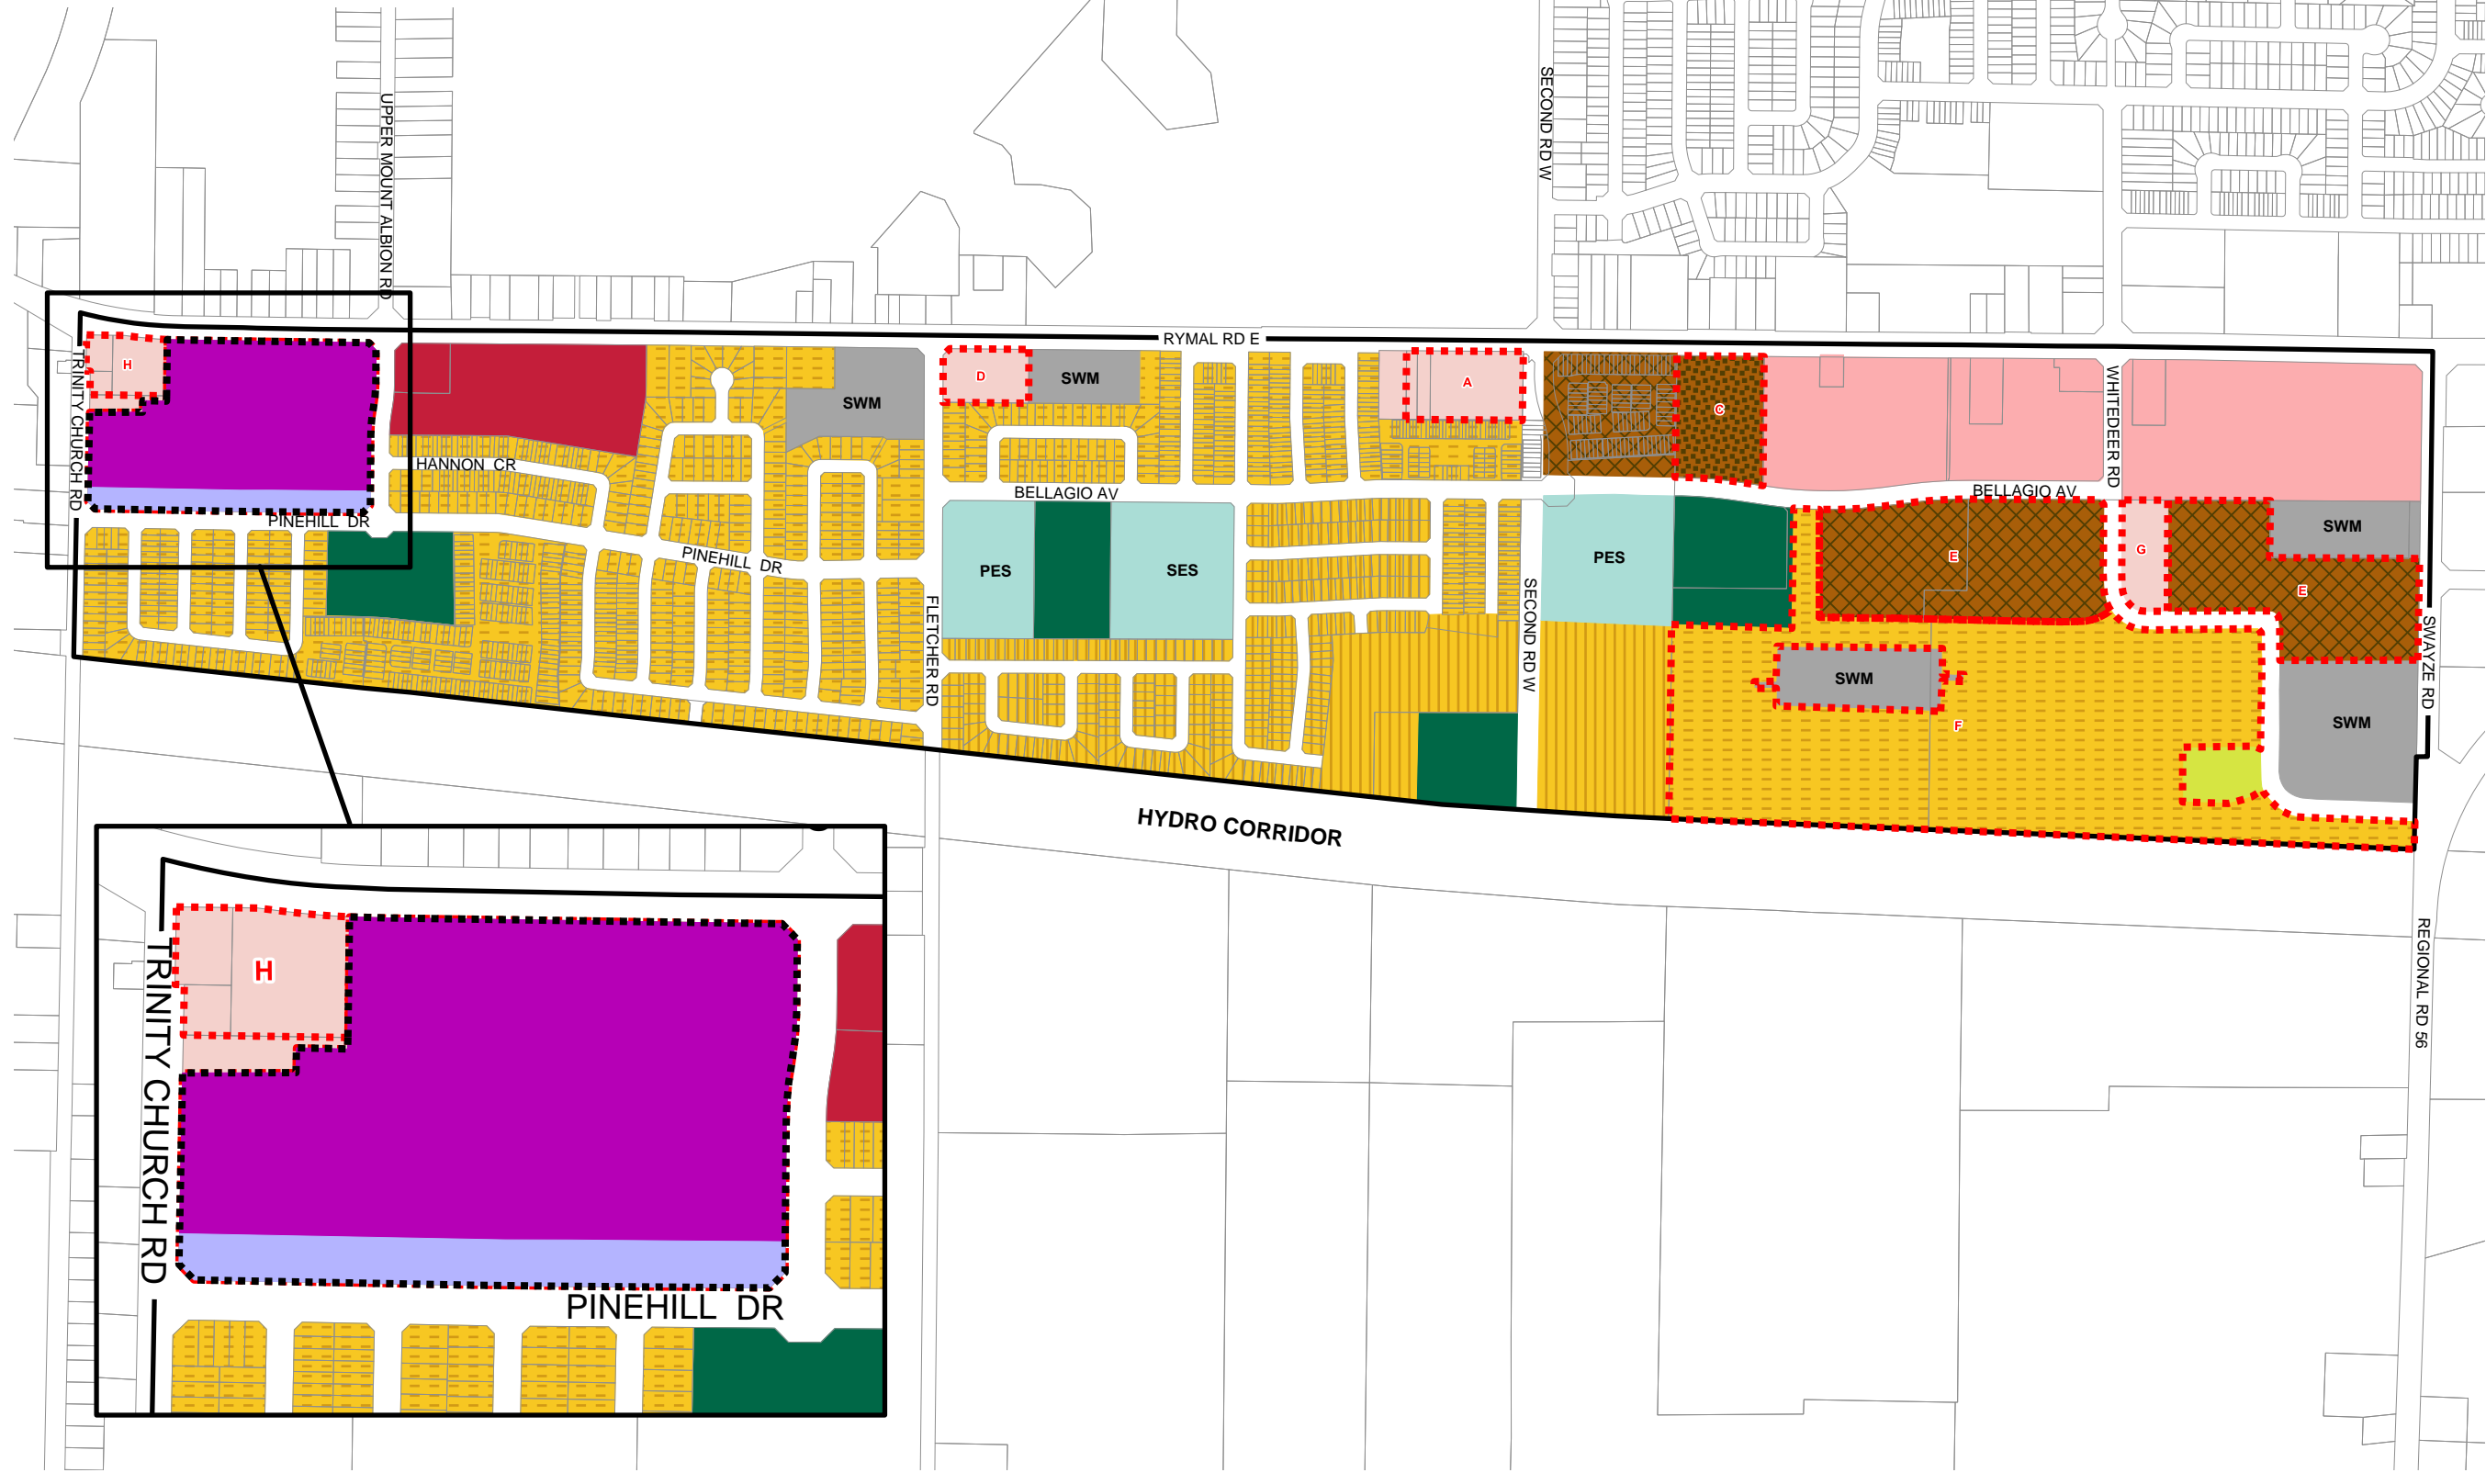 UPPER MOUNT ALBION RD
SECOND RD W
RYMAL RD E
TRINITY CHURCH RD
H
HANNON CR
PINEHILL DR
SWM
D
SWM
A
C
WHITEDEER RD
BELLAGIO AV
BELLAGIO AV
PINEHILL DR
PES
SES
PES
E
G
SWM
E
FLETCHER RD
SECOND RD W
SWM
F
SWM
SWAYZE RD
HYDRO CORRIDOR
REGIONAL RD 56
H
TRINITY CHURCH RD
PINEHILL DR